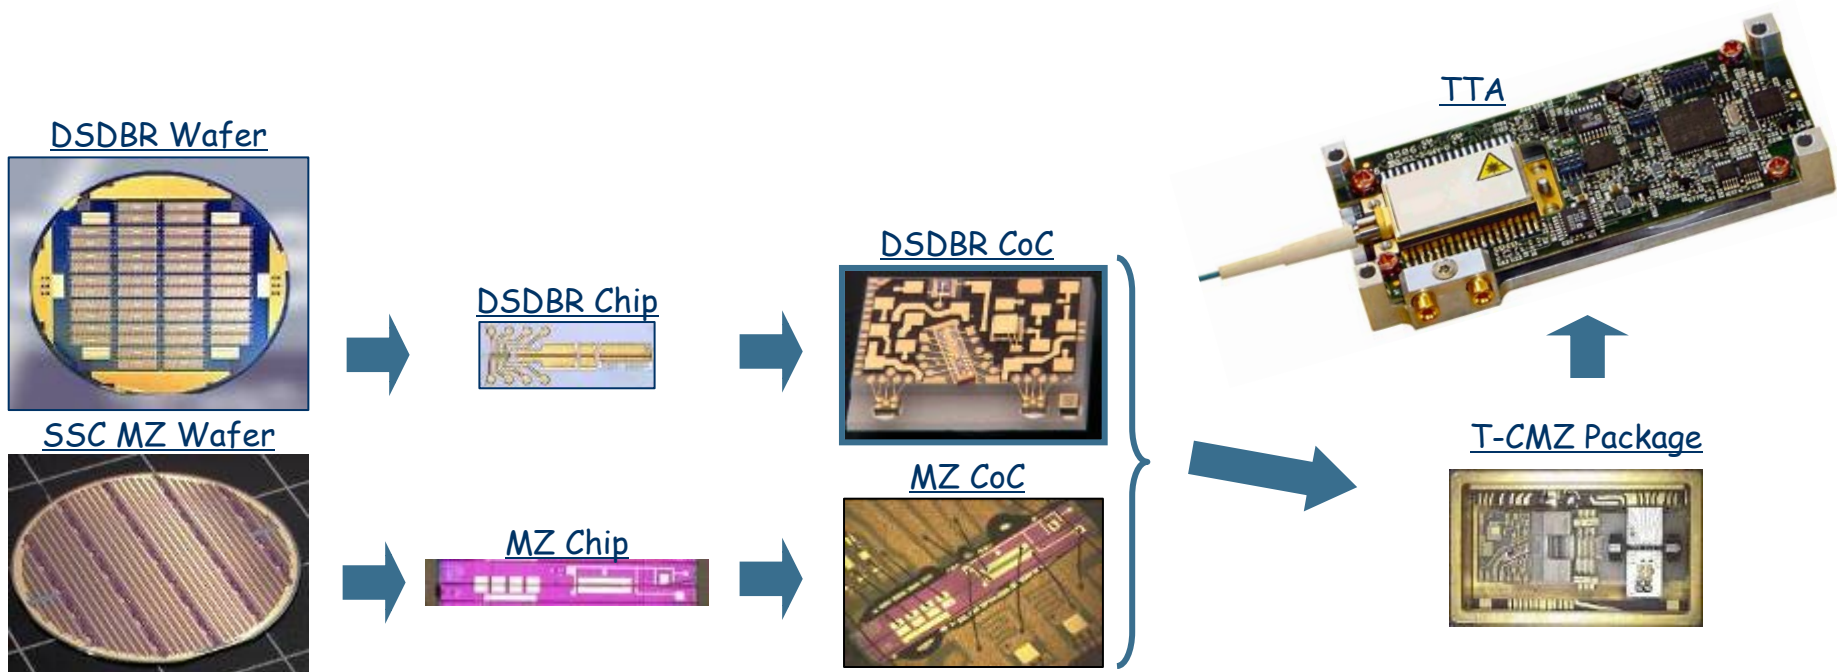 TTA
DSDBR Wafer
DSDBR CoC
DSDBR Chip
SSC MZ Wafer
T-CMZ Package
MZ CoC
MZ Chip